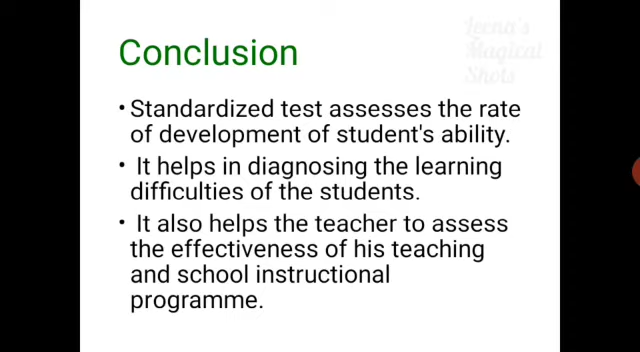 Leena's
Magical
Shots
Conclusion
• Standardized test assesses the rate
of development of student's ability.
• It helps in diagnosing the learning
difficulties of the students.
• It also helps the teacher to assess
the effectiveness of his teaching
and school instructional
programme.